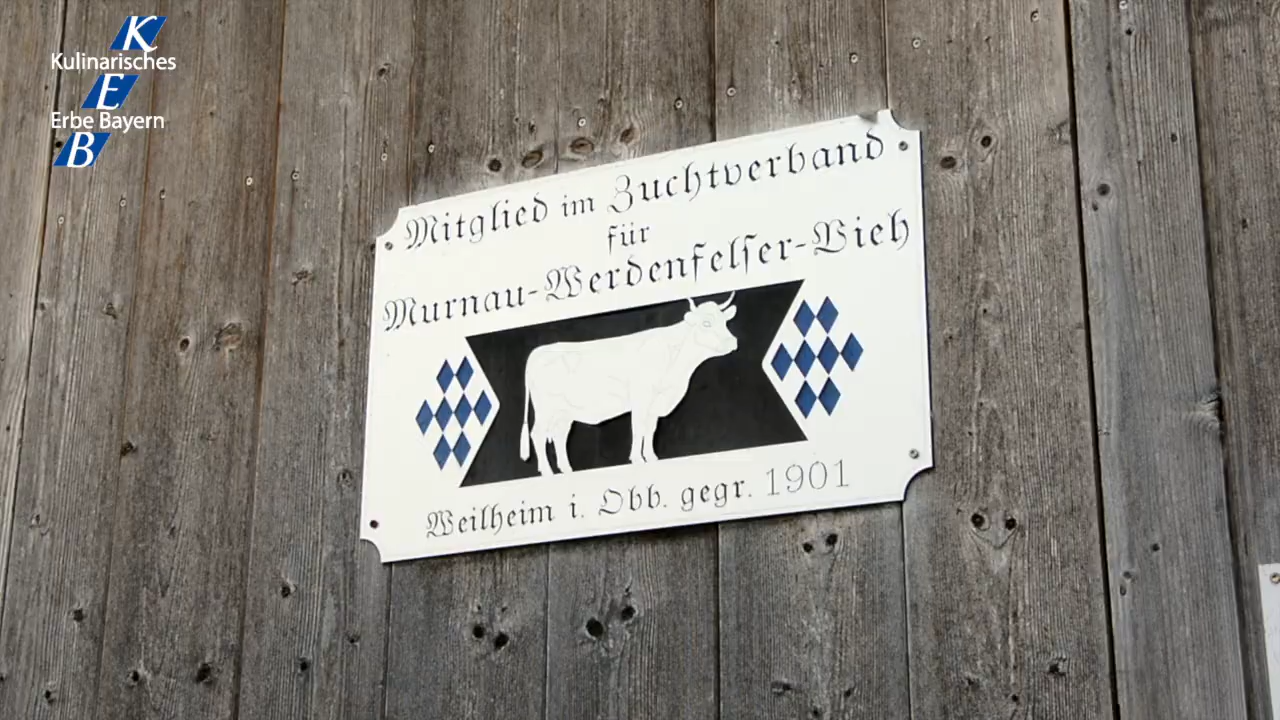 K
Kulinarisches
E
Erbe Bayern
B
Mitglied im Zuchtverband
für
Murnau-Werdenfelſer-Vieh
Weilheim i. Obb. gegr. 1901